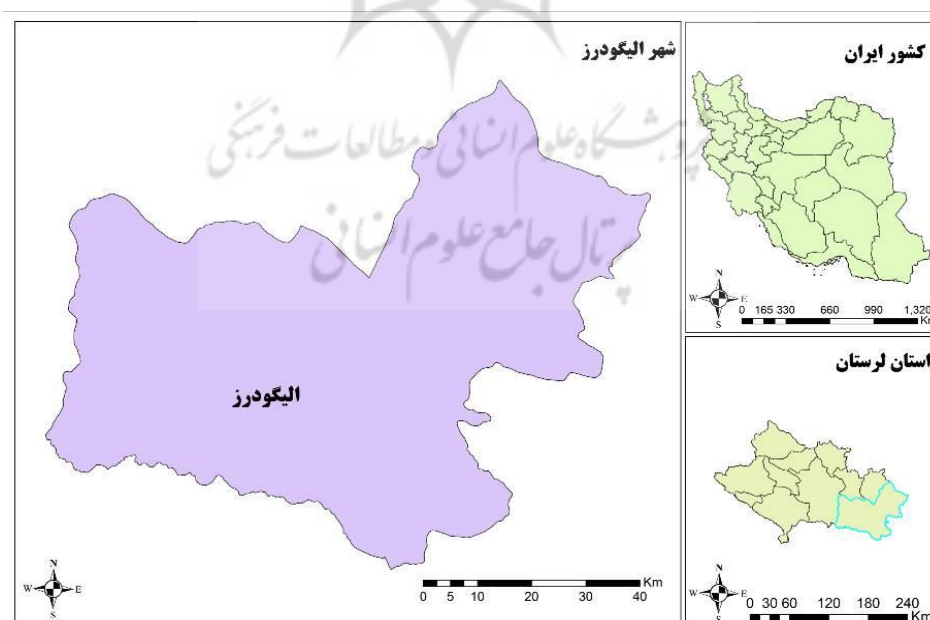 شهر الیگودرز
کشور ایران
پژوهشگاه علوم انسانی و مطالعات فرهنگی
پرتال جامع علوم انسانی
N
W E
S
0 165 330 660 990 1,320
Km
استان لرستان
الیگودرز
N
W E
S
Km
0 5 10 20 30 40
N
W E
S
0 30 60 120 180 240
Km